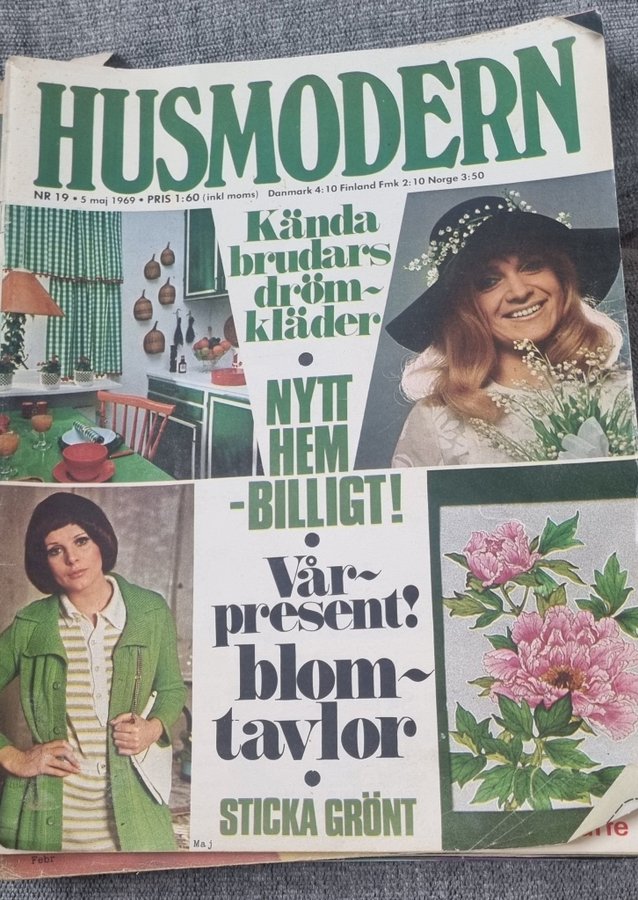 HUSMODERN
NR 19 • 5 maj 1969 • PRIS 1:60 (inkl moms) Danmark 4:10 Finland Fmk 2:10 Norge 3:50
Kända
brudars
dröm-
kläder
•
NYTT
HEM
-BILLIGT!
•
Vår-
present!
blom-
tavlor
•
STICKA GRÖNT
Maj
Febr